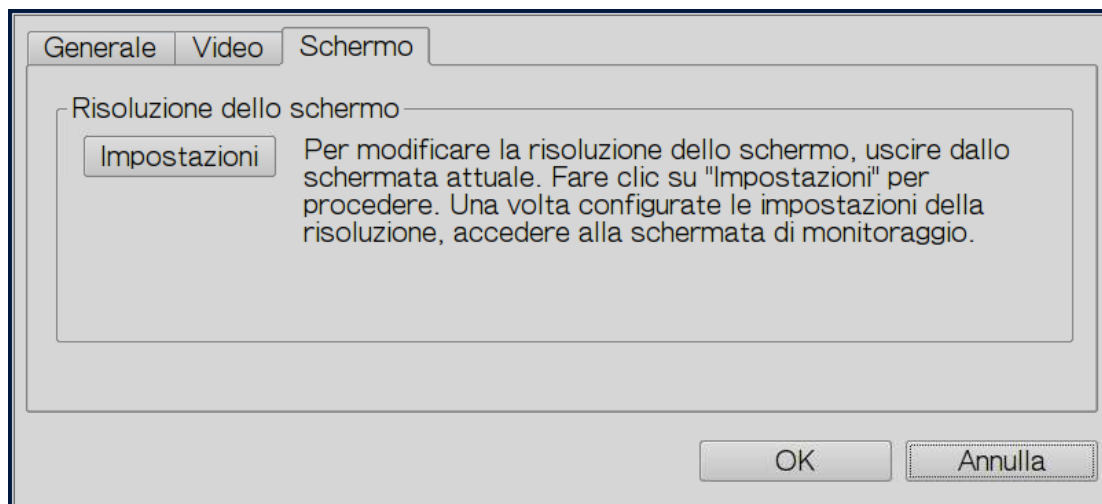 Generale Video Schermo
Risoluzione dello schermo
Impostazioni
Per modificare la risoluzione dello schermo, uscire dallo
schermata attuale. Fare clic su "Impostazioni" per
procedere. Una volta configurate le impostazioni della
risoluzione, accedere alla schermata di monitoraggio.
OK Annulla